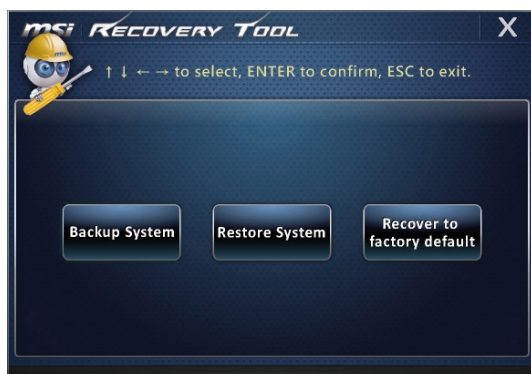 msi RECOVERY TOOL X
↑ ↓ ← → to select, ENTER to confirm, ESC to exit.
Backup System
Restore System
Recover to
factory default